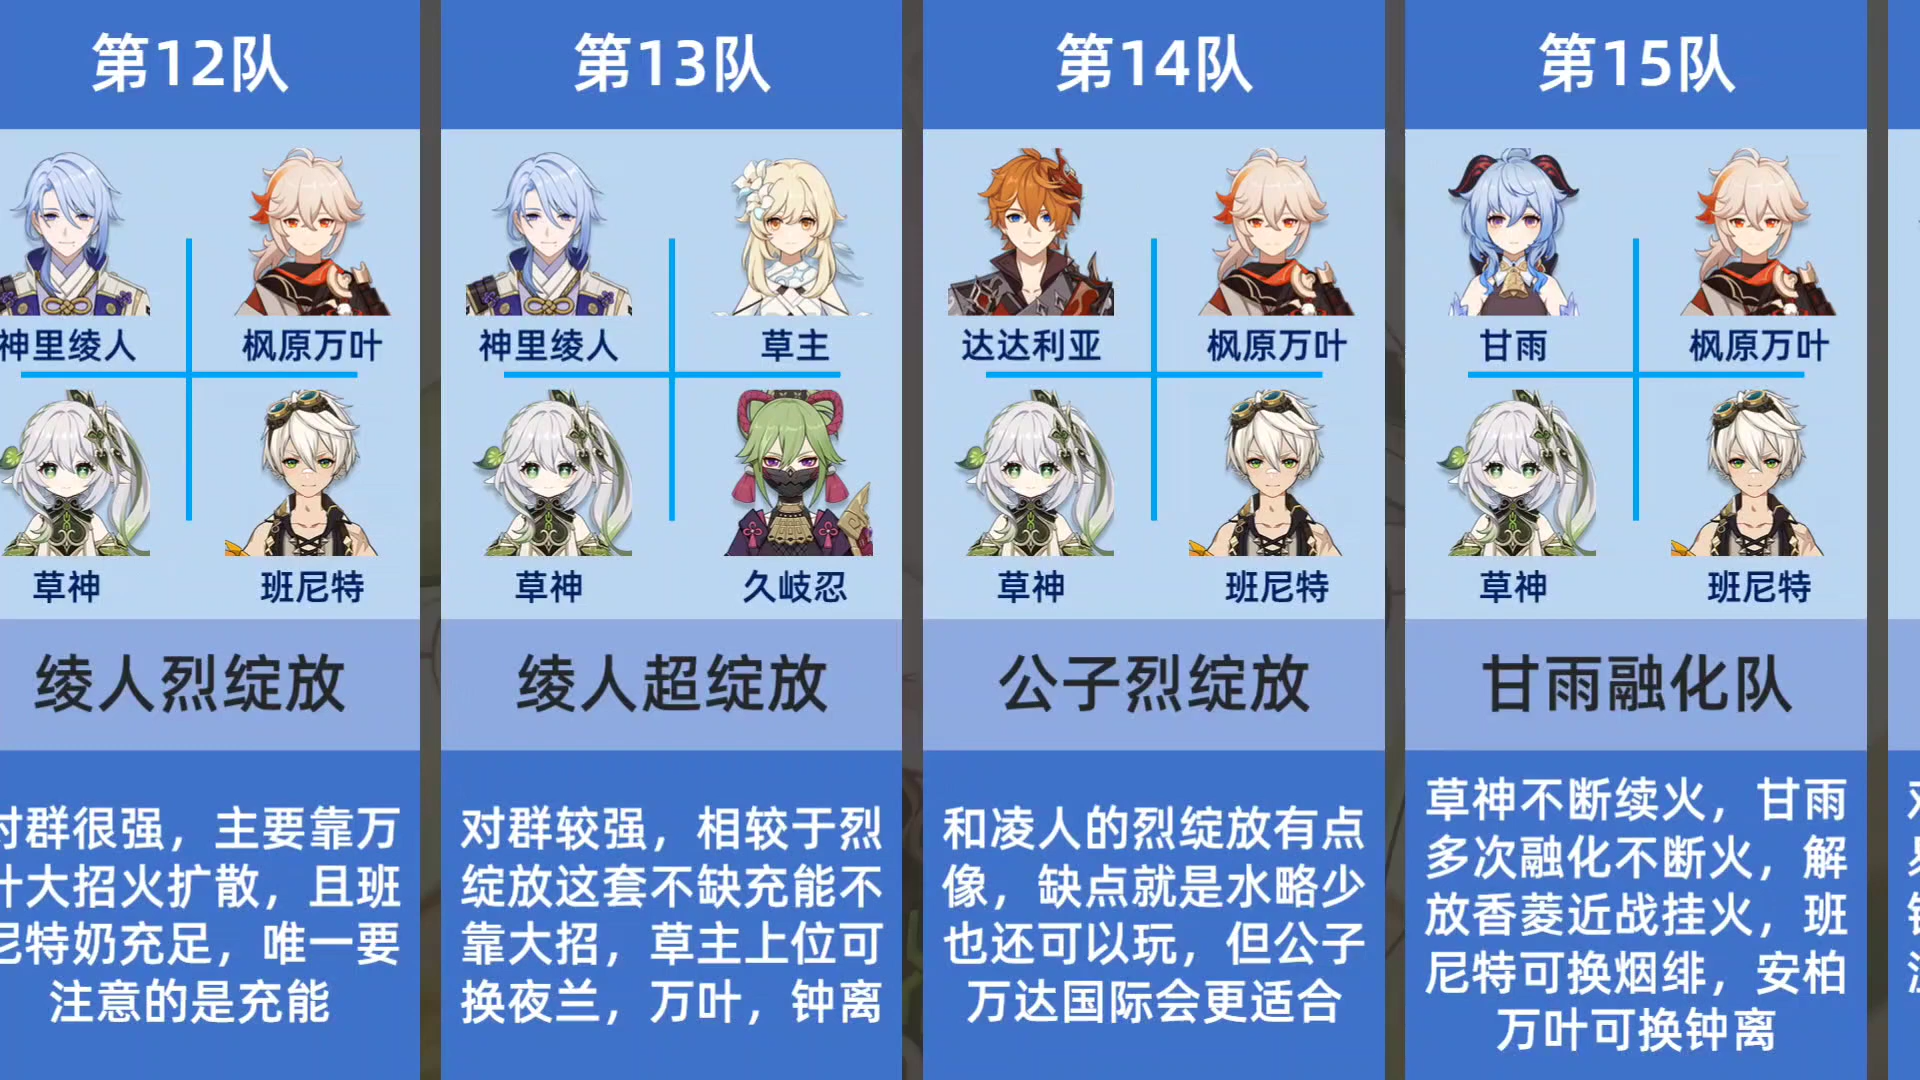 第12队
神里绫人
枫原万叶
草神
班尼特
绫人烈绽放
对群很强，主要靠万
叶大招火扩散，且班
尼特奶充足，唯一要
注意的是充能
第13队
神里绫人
草主
草神
久岐忍
绫人超绽放
对群较强，相较于烈
绽放这套不缺充能不
靠大招，草主上位可
换夜兰，万叶，钟离
第14队
达达利亚
枫原万叶
草神
班尼特
公子烈绽放
和凌人的烈绽放有点
像，缺点就是水略少
也还可以玩，但公子
万达国际会更适合
第15队
甘雨
枫原万叶
草神
班尼特
甘雨融化队
草神不断续火，甘雨
多次融化不断火，解
放香菱近战挂火，班
尼特可换烟绯，安柏
万叶可换钟离